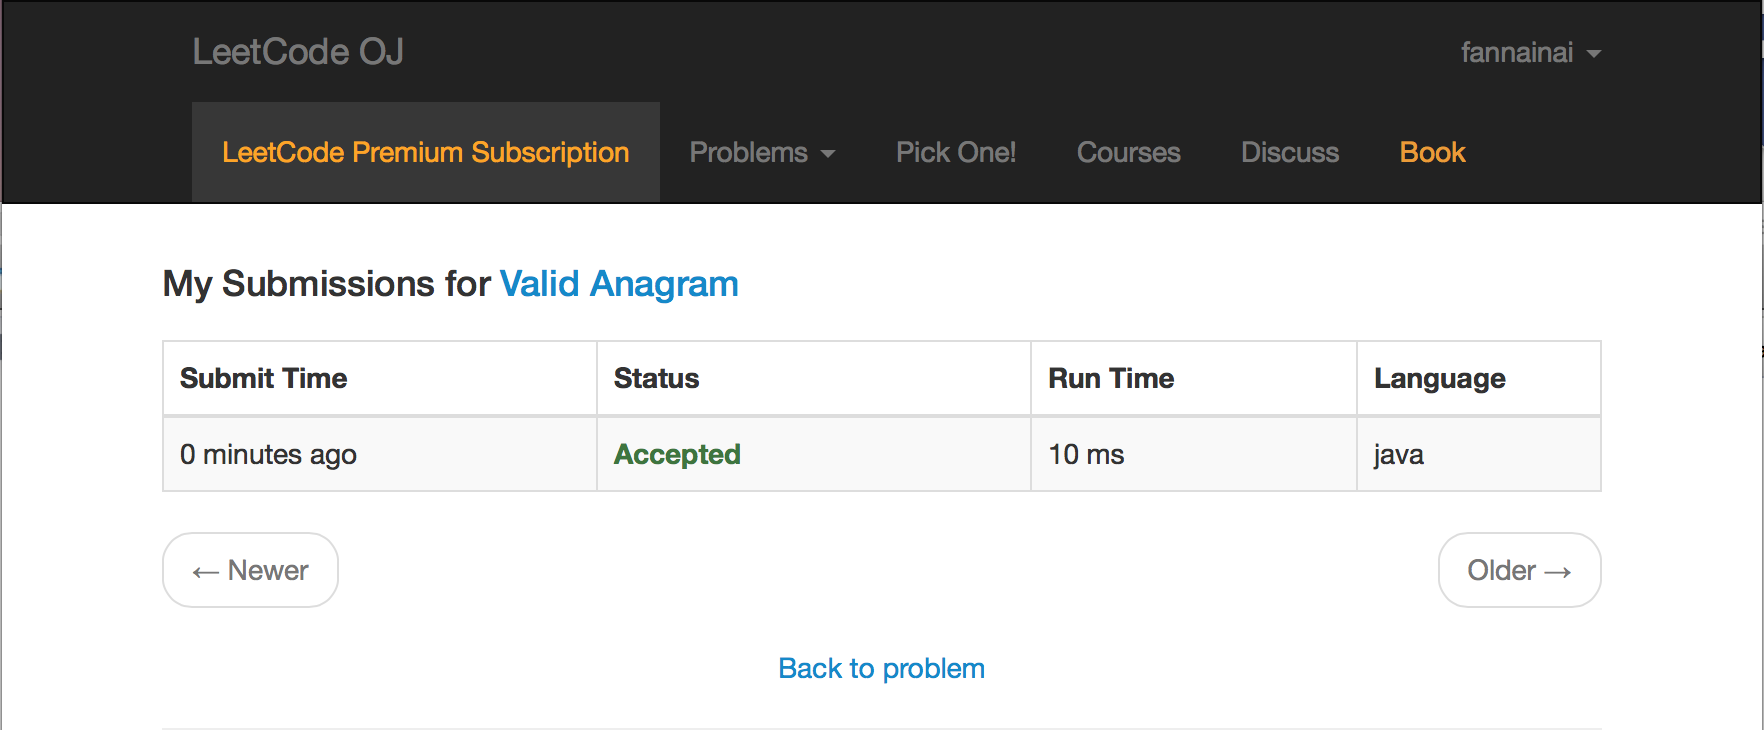 LeetCode OJ fannainai
LeetCode Premium Subscription Problems Pick One! Courses Discuss Book
My Submissions for Valid Anagram
Submit Time Status Run Time Language
0 minutes ago Accepted 10 ms java
← Newer Older →
Back to problem